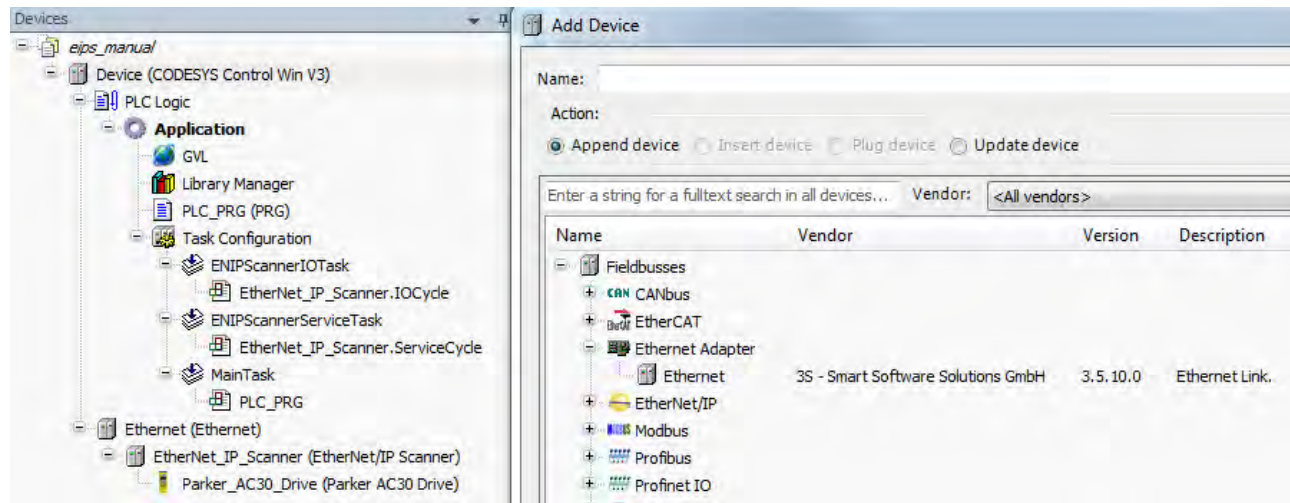 Devices
eips_manual
Device (CODESYS Control Win V3)
PLC Logic
Application
GVL
Library Manager
PLC_PRG (PRG)
Task Configuration
ENIPScannerIOTask
EtherNet_IP_Scanner.IOCycle
ENIPScannerServiceTask
EtherNet_IP_Scanner.ServiceCycle
MainTask
PLC_PRG
Ethernet (Ethernet)
EtherNet_IP_Scanner (EtherNet/IP Scanner)
Parker_AC30_Drive (Parker AC30 Drive)
Add Device
Name:
Action:
Append device Insert device Plug device Update device
Enter a string for a fulltext search in all devices... Vendor: <All vendors>
Name Vendor Version Description
Fieldbusses
CAN CANbus
EtherCAT
Ethernet Adapter
Ethernet 3S - Smart Software Solutions GmbH 3.5.10.0 Ethernet Link.
EtherNet/IP
Modbus
Profibus
Profinet IO